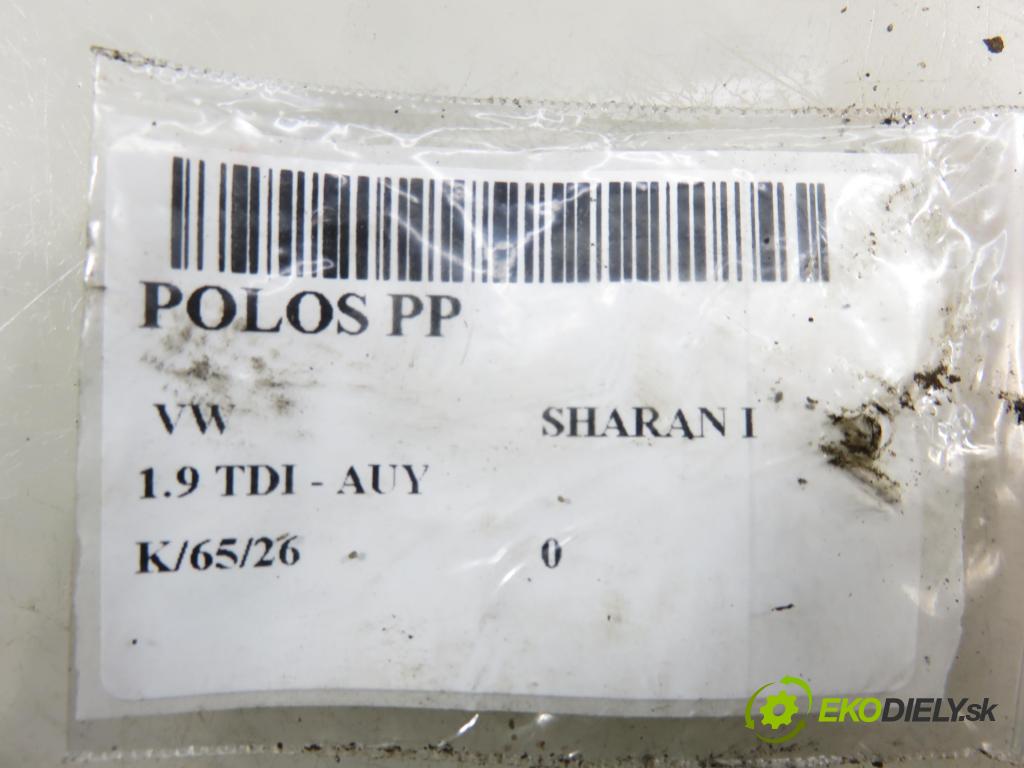 POLOS PP
VW SHARAN I
1.9 TDI - AUY
K/65/26 0
EKODIELY.sk